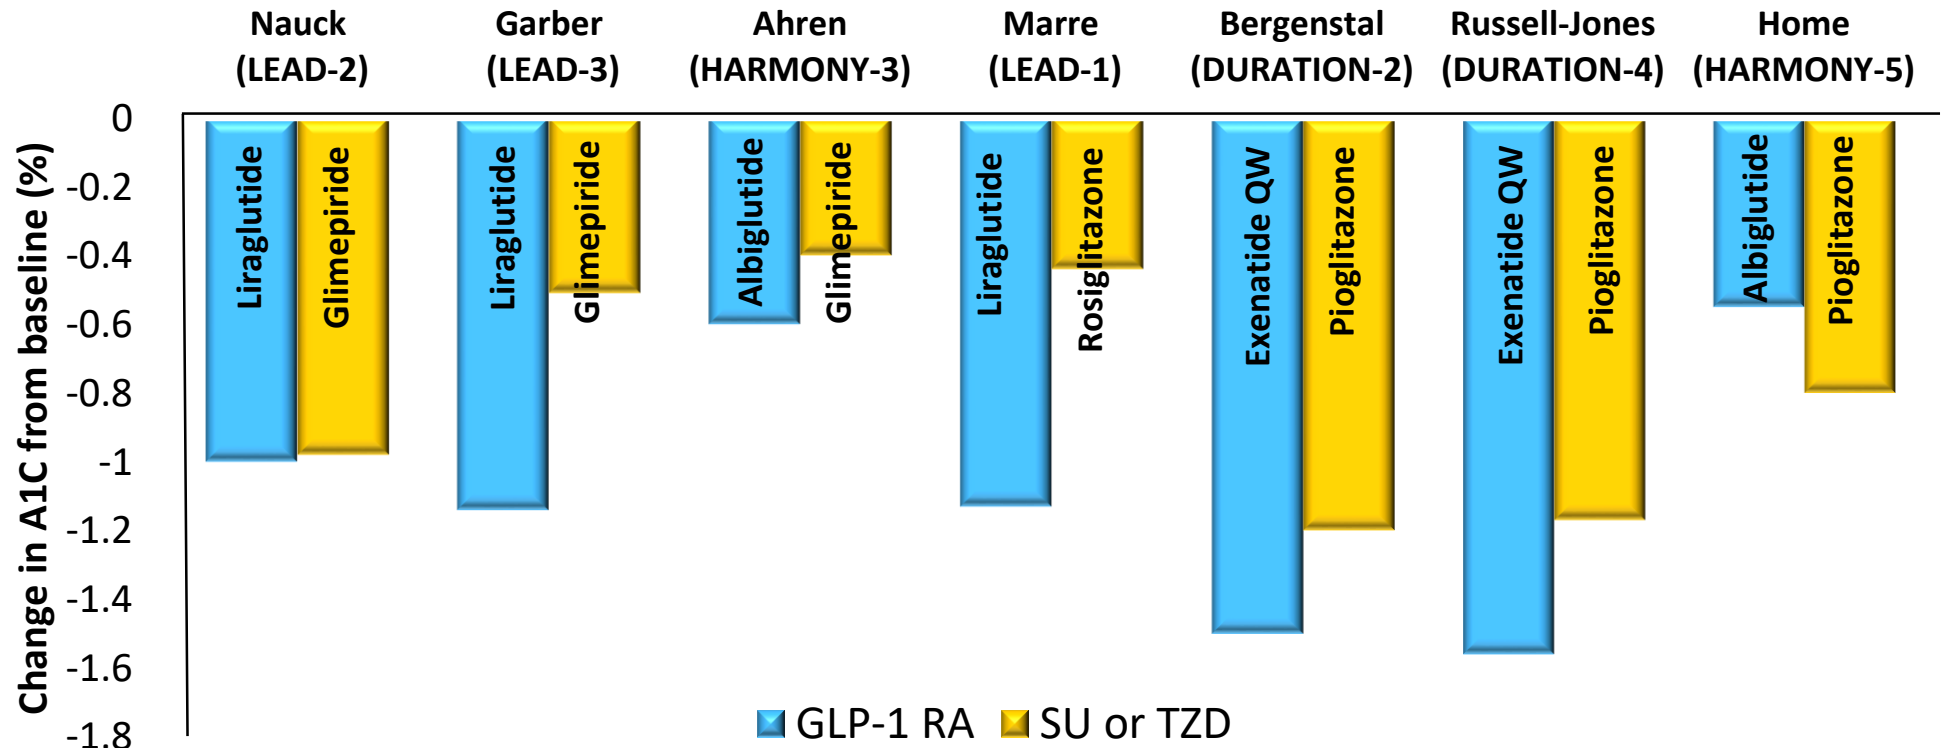 Nauck
(LEAD-2)
Garber
(LEAD-3)
Ahren
(HARMONY-3)
Marre
(LEAD-1)
Bergenstal
(DURATION-2)
Russell-Jones
(DURATION-4)
Home
(HARMONY-5)
Change in A1C from baseline (%)
0
-0.2
-0.4
-0.6
-0.8
-1
-1.2
-1.4
-1.6
-1.8
Liraglutide
Glimepiride
Liraglutide
Glimepiride
Albiglutide
Glimepiride
Liraglutide
Rosiglitazone
Exenatide QW
Pioglitazone
Exenatide QW
Pioglitazone
Albiglutide
Pioglitazone
GLP-1 RA
SU or TZD